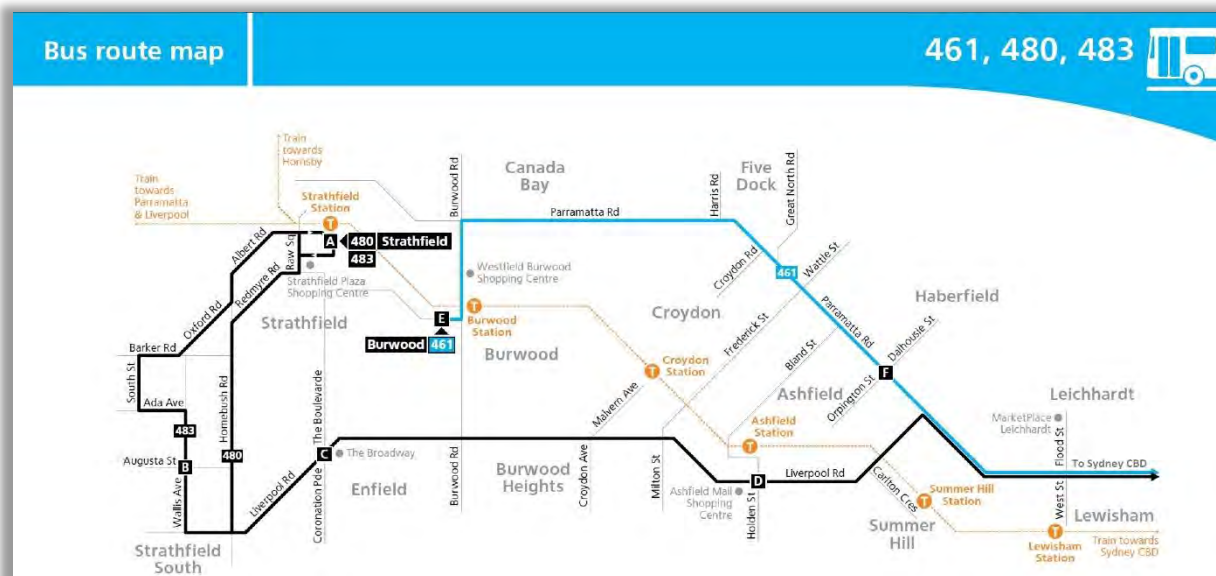 Bus route map
461, 480, 483
Train
towards
Hornsby
Train
towards
Parramatta
& Liverpool
Strathfield
Station
T
Burwood Rd
Canada
Bay
Five
Dock
Harris Rd
Great North Rd
Parramatta Rd
Albert Rd
Raw Sq
A
480 Strathfield
483
Redmyre Rd
Oxford Rd
Strathfield Plaza
Shopping Centre
Strathfield
Westfield Burwood
Shopping Centre
Croydon Rd
461
Wattle St
Parramatta Rd
Haberfield
Croydon
Frederick St
E
T
Burwood
Station
Burwood 461
Burwood
Barker Rd
South St
Ada Ave
Homebush Rd
The Boulevarde
T
Croydon
Station
Malvern Ave
Bland St
Ashfield
Orpington St
Dalhousie St
F
Leichhardt
MarketPlace
Leichhardt
Flood St
483
480
Augusta St
B
Wallis Ave
C
The Broadway
Liverpool Rd
Coronation Pde
Enfield
Burwood Rd
Burwood
Heights
Croydon Ave
Milton St
Ashfield
Station
T
Ashfield Mall
Shopping
Centre
D
Holden St
Liverpool Rd
Carlton Cres
T
Summer Hill
Station
Summer
Hill
To Sydney CBD
West St
Lewisham
T
Lewisham
Station
Train towards
Sydney CBD
Strathfield
South